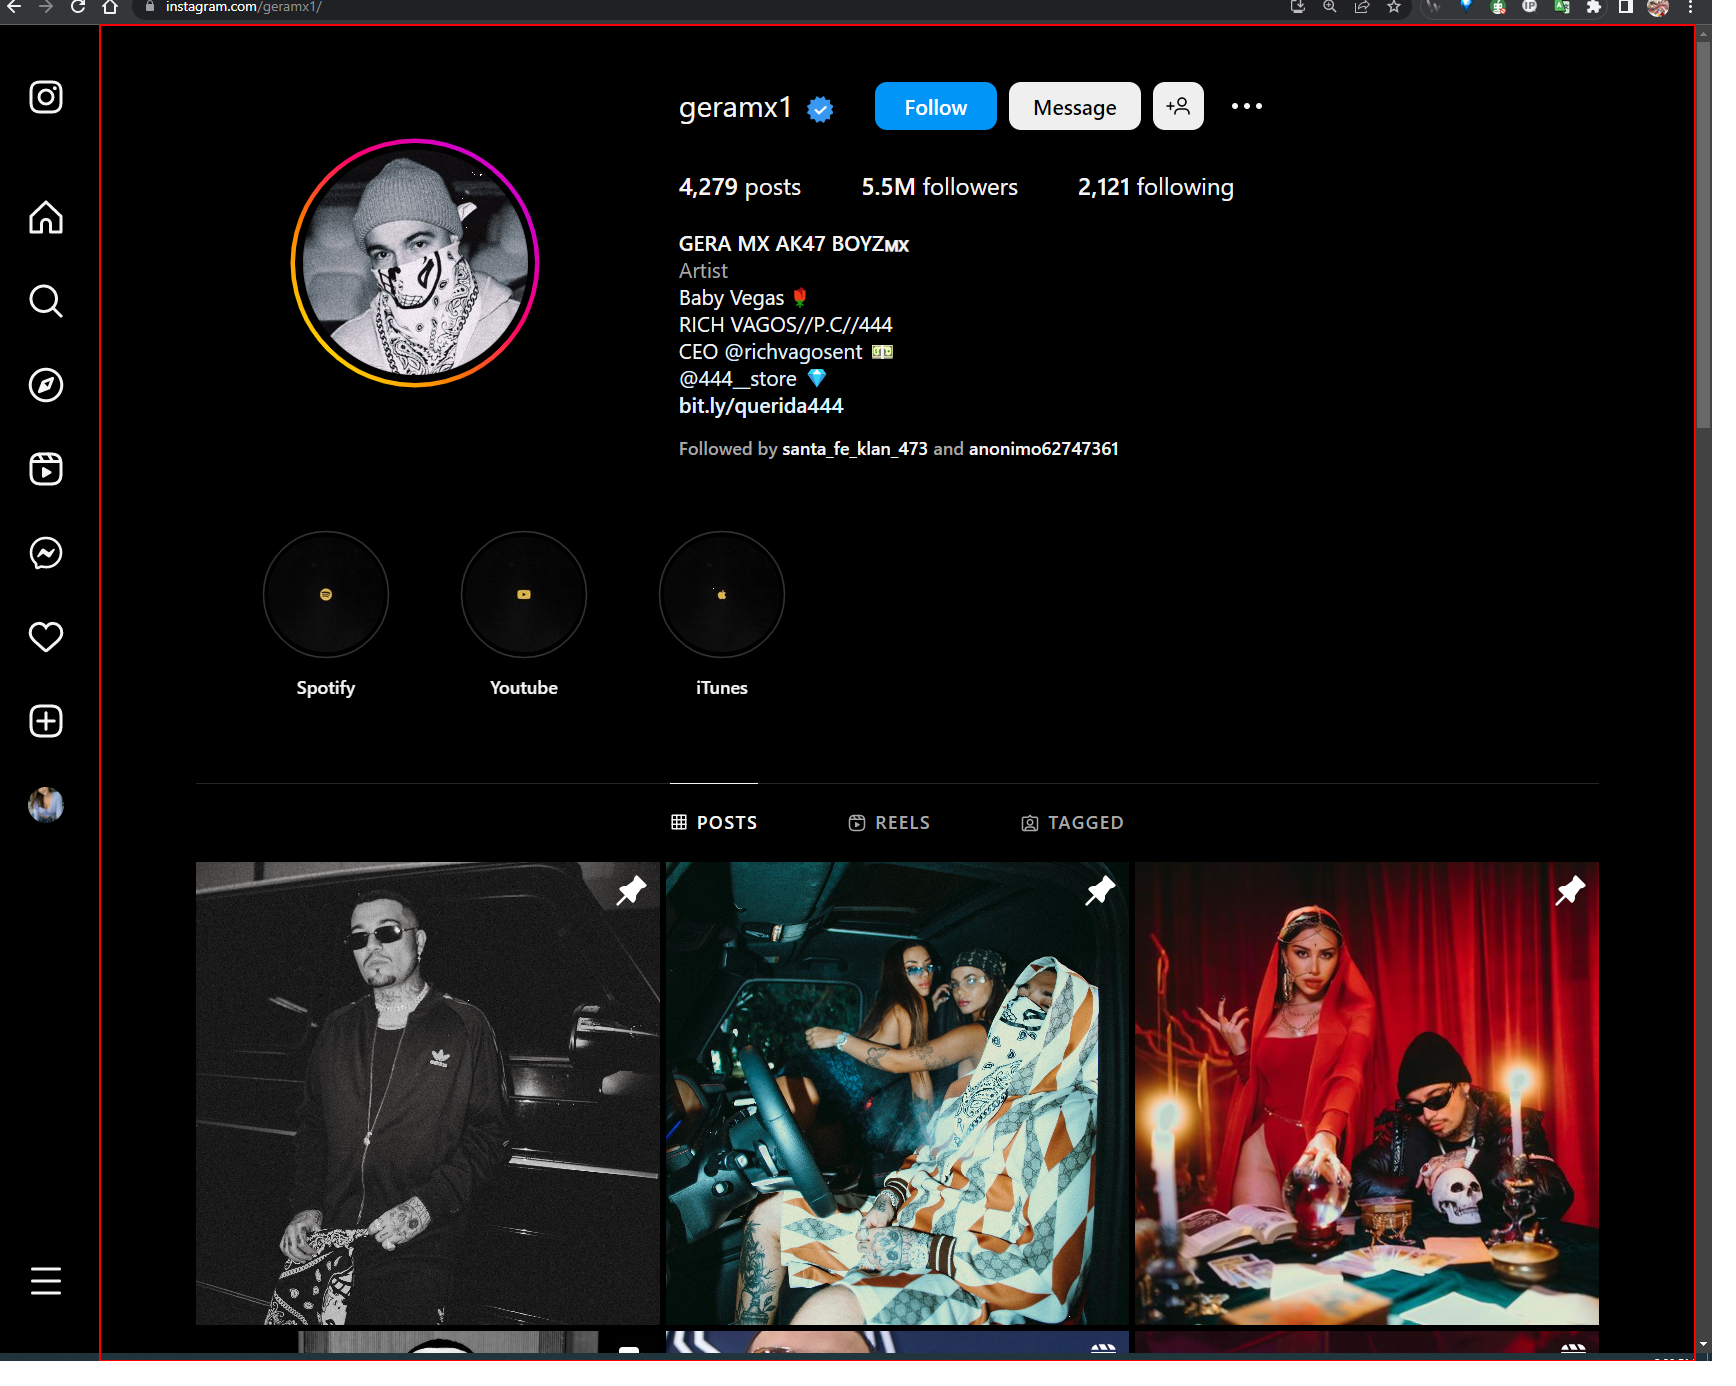 instagram.com/geramx1/
geramx1
Follow
Message
4,279 posts
5.5M followers
2,121 following
GERA MX AK47 BOYZMX
Artist
Baby Vegas 🌹
RICH VAGOS//P.C//444
CEO @richvagosent 💵
@444__store 💎
bit.ly/querida444
Followed by santa_fe_klan_473 and anonimo62747361
Spotify
Youtube
iTunes
POSTS
REELS
TAGGED